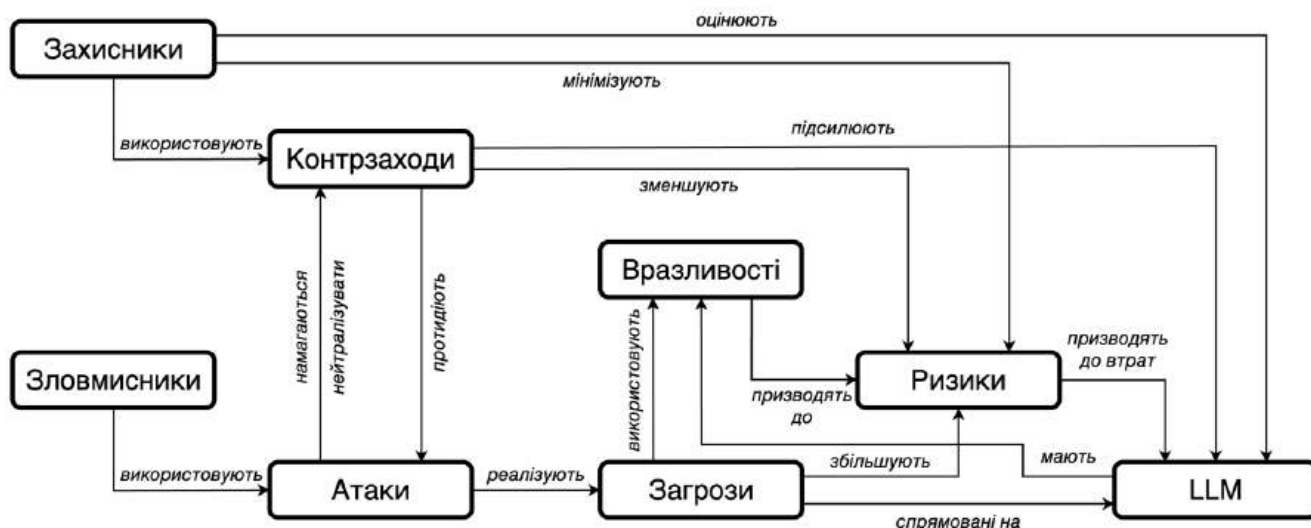 оцінюють
Захисники
мінімізують
використовують
Контрзаходи
підсилюють
зменшують
намагаються
нейтралізувати
протидіють
Вразливості
використовують
Зловмисники
призводять
до
Ризики
призводять
до втрат
використовують
Атаки
реалізують
Загрози
збільшують
мають
LLM
спрямовані на